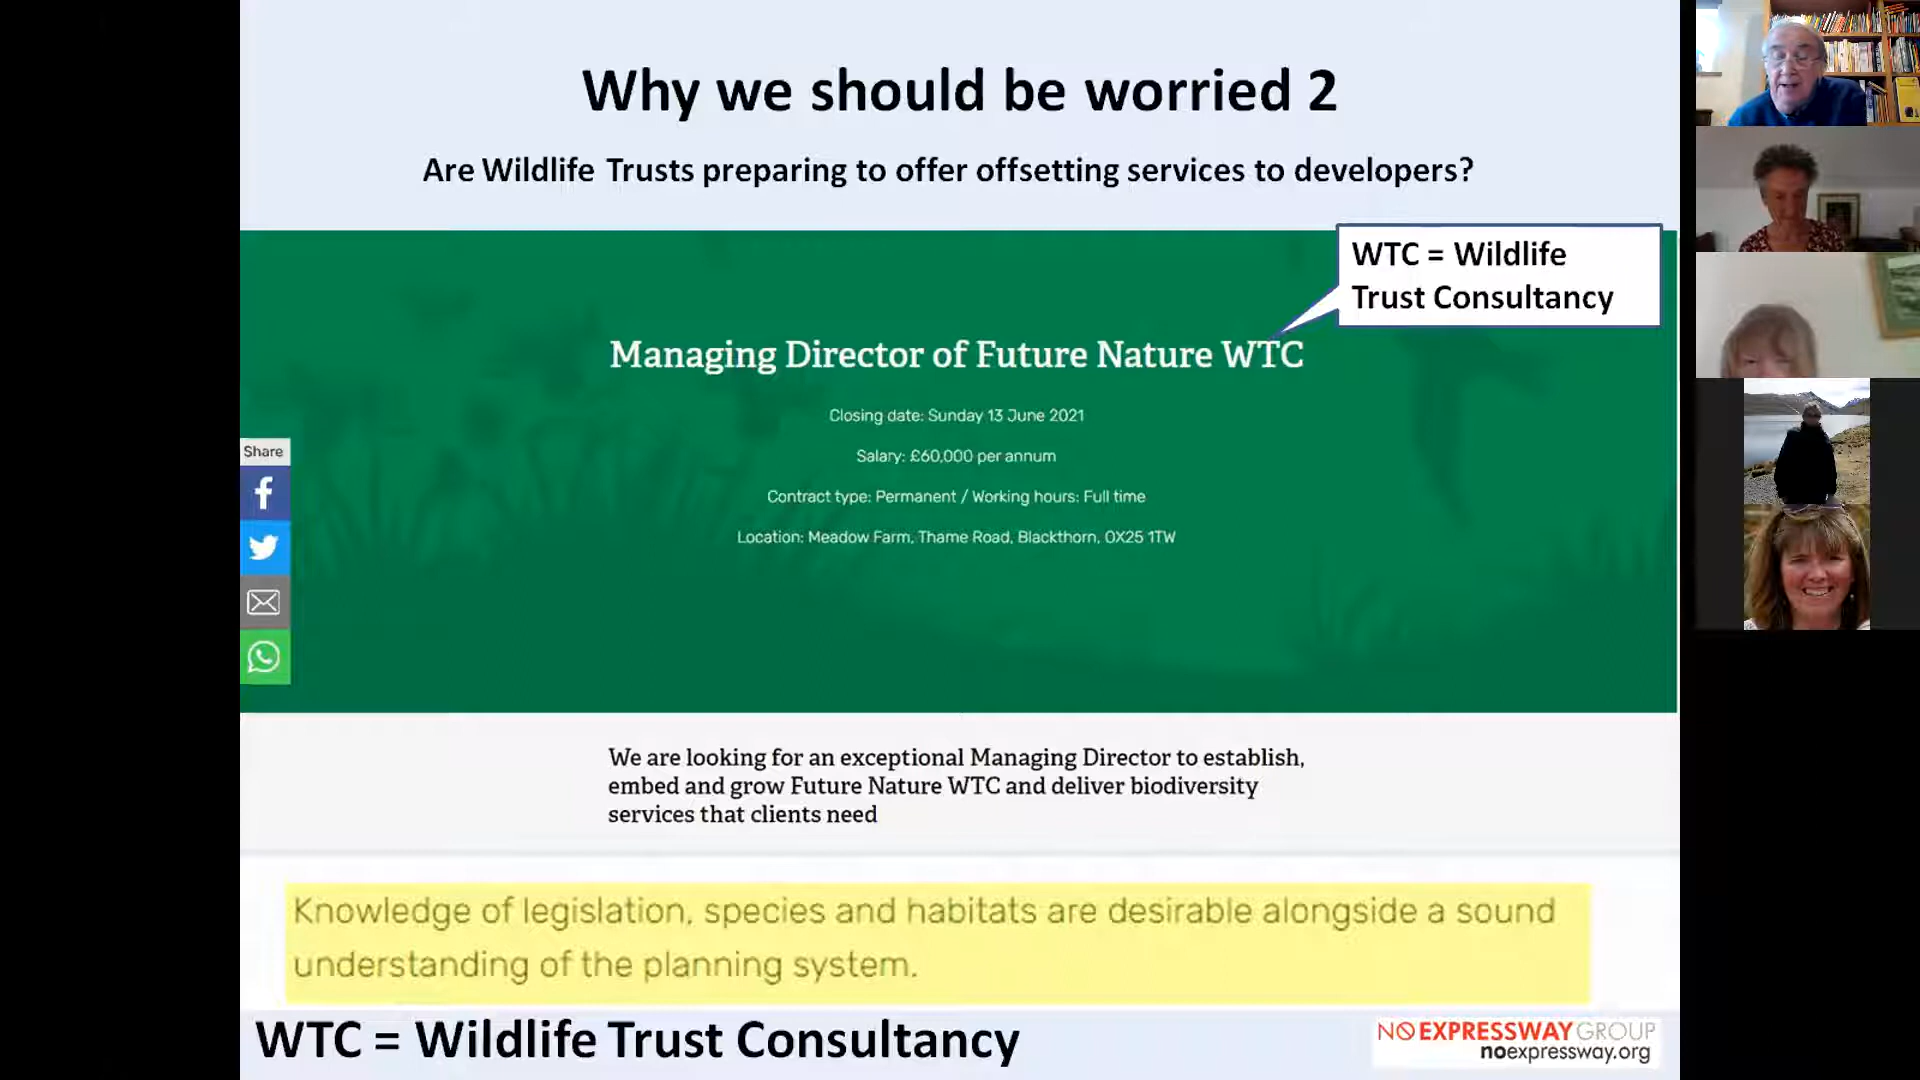 Why we should be worried 2
Are Wildlife Trusts preparing to offer offsetting services to developers?
WTC = Wildlife
Trust Consultancy
Managing Director of Future Nature WTC
Closing date: Sunday 13 June 2021
Salary: £60,000 per annum
Contract type: Permanent / Working hours: Full time
Location: Meadow Farm, Thame Road, Blackthorn, OX25 1TW
Share
We are looking for an exceptional Managing Director to establish,
embed and grow Future Nature WTC and deliver biodiversity
services that clients need
Knowledge of legislation, species and habitats are desirable alongside a sound
understanding of the planning system.
WTC = Wildlife Trust Consultancy
NO EXPRESSWAY GROUP
noexpressway.org